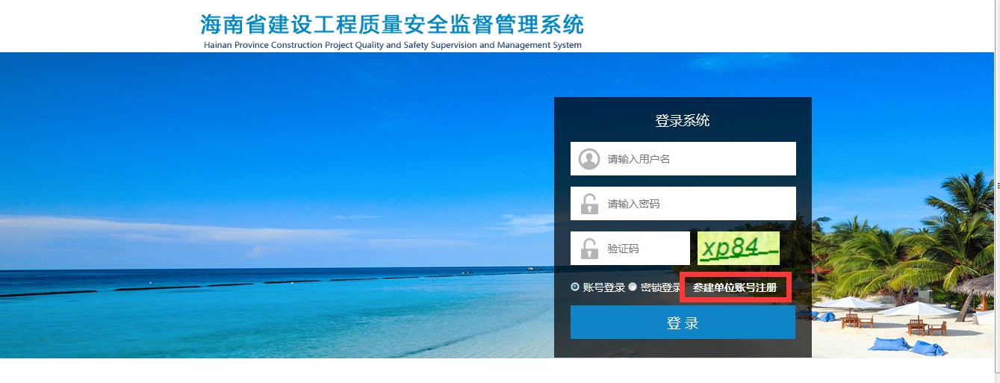 海南省建设工程质量安全监督管理系统
Hainan Province Construction Project Quality and Safety Supervision and Management System
登录系统
请输入用户名
请输入密码
验证码 xp84
账号登录 密锁登录 参建单位账号注册
登 录